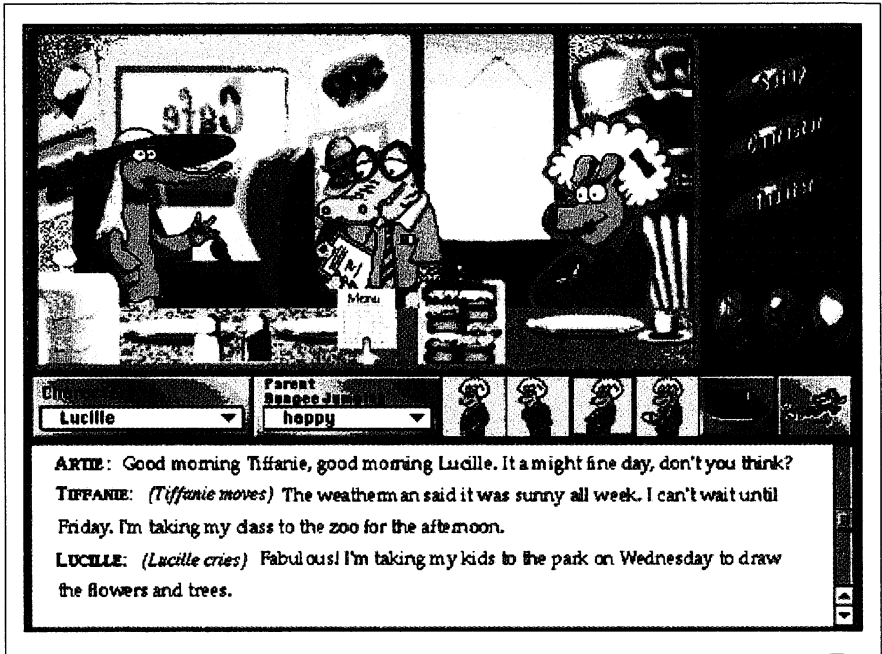 Cafe
Menu
Lucille
Parent
Bungee Jumping
happy
ARTIE: Good morning Tiffanie, good morning Lucille. It a might fine day, don't you think?
TIFFANIE: (Tiffanie moves) The weatherman said it was sunny all week. I can't wait until
Friday. I'm taking my class to the zoo for the afternoon.
LUCILLE: (Lucille cries) Fabulous! I'm taking my kids to the park on Wednesday to draw
the flowers and trees.